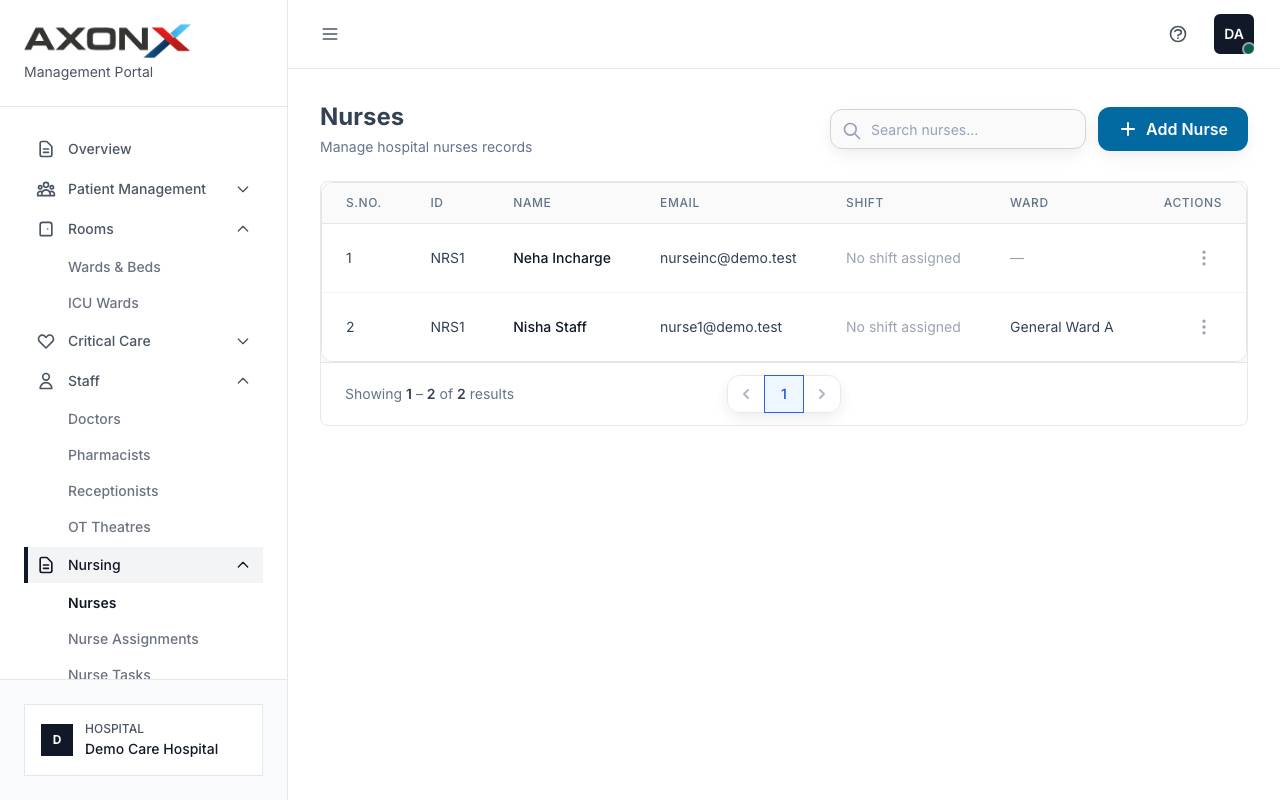 AXONX
Management Portal
Overview
Patient Management
Rooms
Wards & Beds
ICU Wards
Critical Care
Staff
Doctors
Pharmacists
Receptionists
OT Theatres
Nursing
Nurses
Nurse Assignments
Nurse Tasks
D
HOSPITAL
Demo Care Hospital
DA
Nurses
Manage hospital nurses records
Search nurses...
Add Nurse
S.NO. ID NAME EMAIL SHIFT WARD ACTIONS
1 NRS1 Neha Incharge nurseinc@demo.test No shift assigned —
2 NRS1 Nisha Staff nurse1@demo.test No shift assigned General Ward A
Showing 1 – 2 of 2 results
1